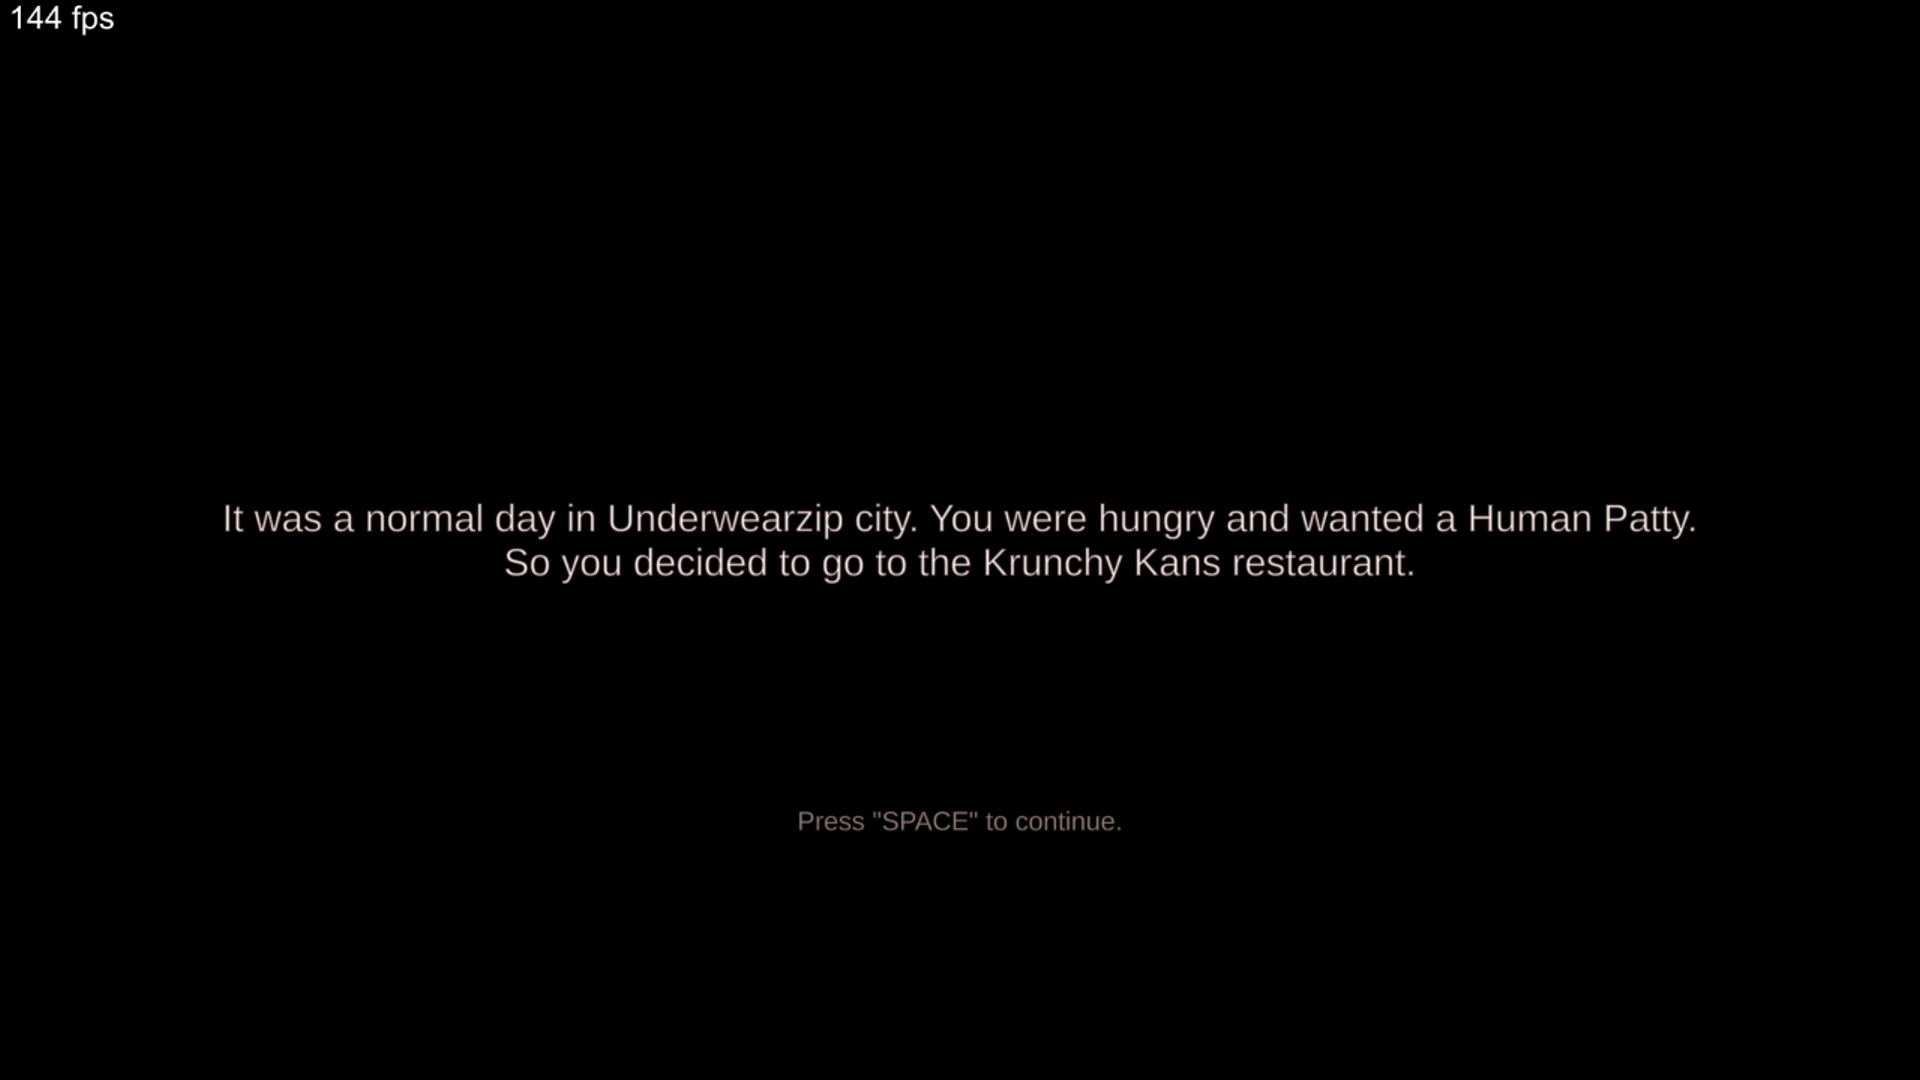 144 fps
It was a normal day in Underwearzip city. You were hungry and wanted a Human Patty.
So you decided to go to the Krunchy Kans restaurant.
Press "SPACE" to continue.